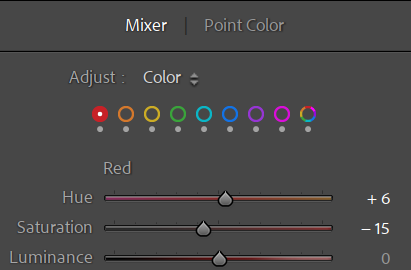 Mixer | Point Color
Adjust : Color
Red
Hue + 6
Saturation – 15
Luminance 0